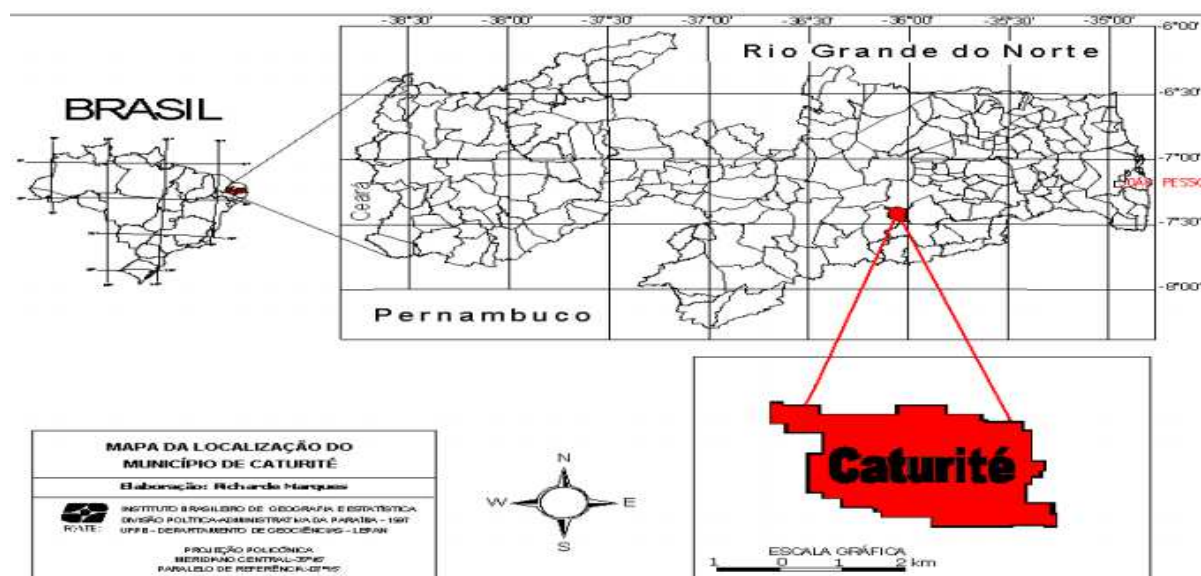 -38°30' -38°00' -37°30' -37°00' -36°30' -36°00' -35°30' -35°00'
-6°00'
Rio Grande do Norte
-6°30'
BRASIL
-7°00'
Ceará
-7°30'
-8°00'
Pernambuco
Caturité
MAPA DA LOCALIZAÇÃO DO
MUNICÍPIO DE CATURITÉ
Elaboração: Richarde Marques
INSTITUTO BRASILEIRO DE GEOGRAFIA E ESTATÍSTICA
DIVISÃO POLÍTICA-ADMINISTRATIVA DA PARAÍBA - 1997
UFPB - DEPARTAMENTO DE GEOCIÊNCIAS - LEPAN
PROJEÇÃO POLICÔNICA
N
W E
S
ESCALA GRÁFICA
1 0 1 2 km